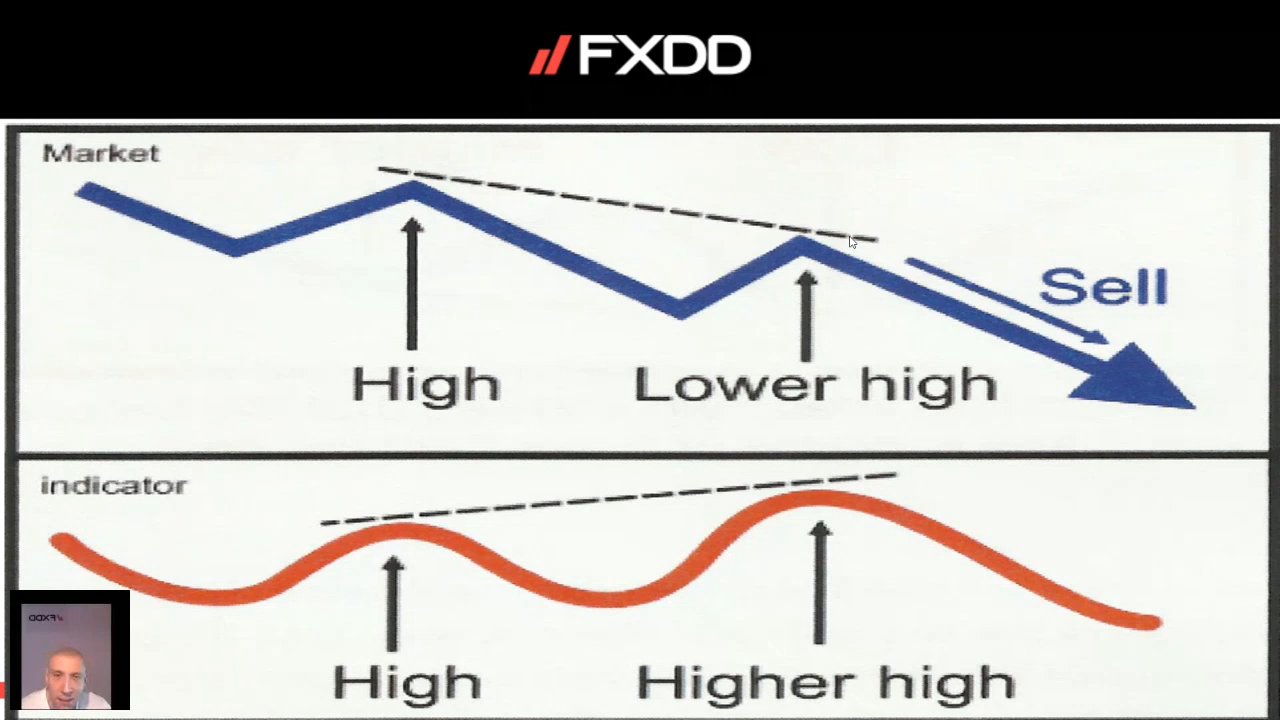 FXDD
Market
Sell
High
Lower high
indicator
High
Higher high